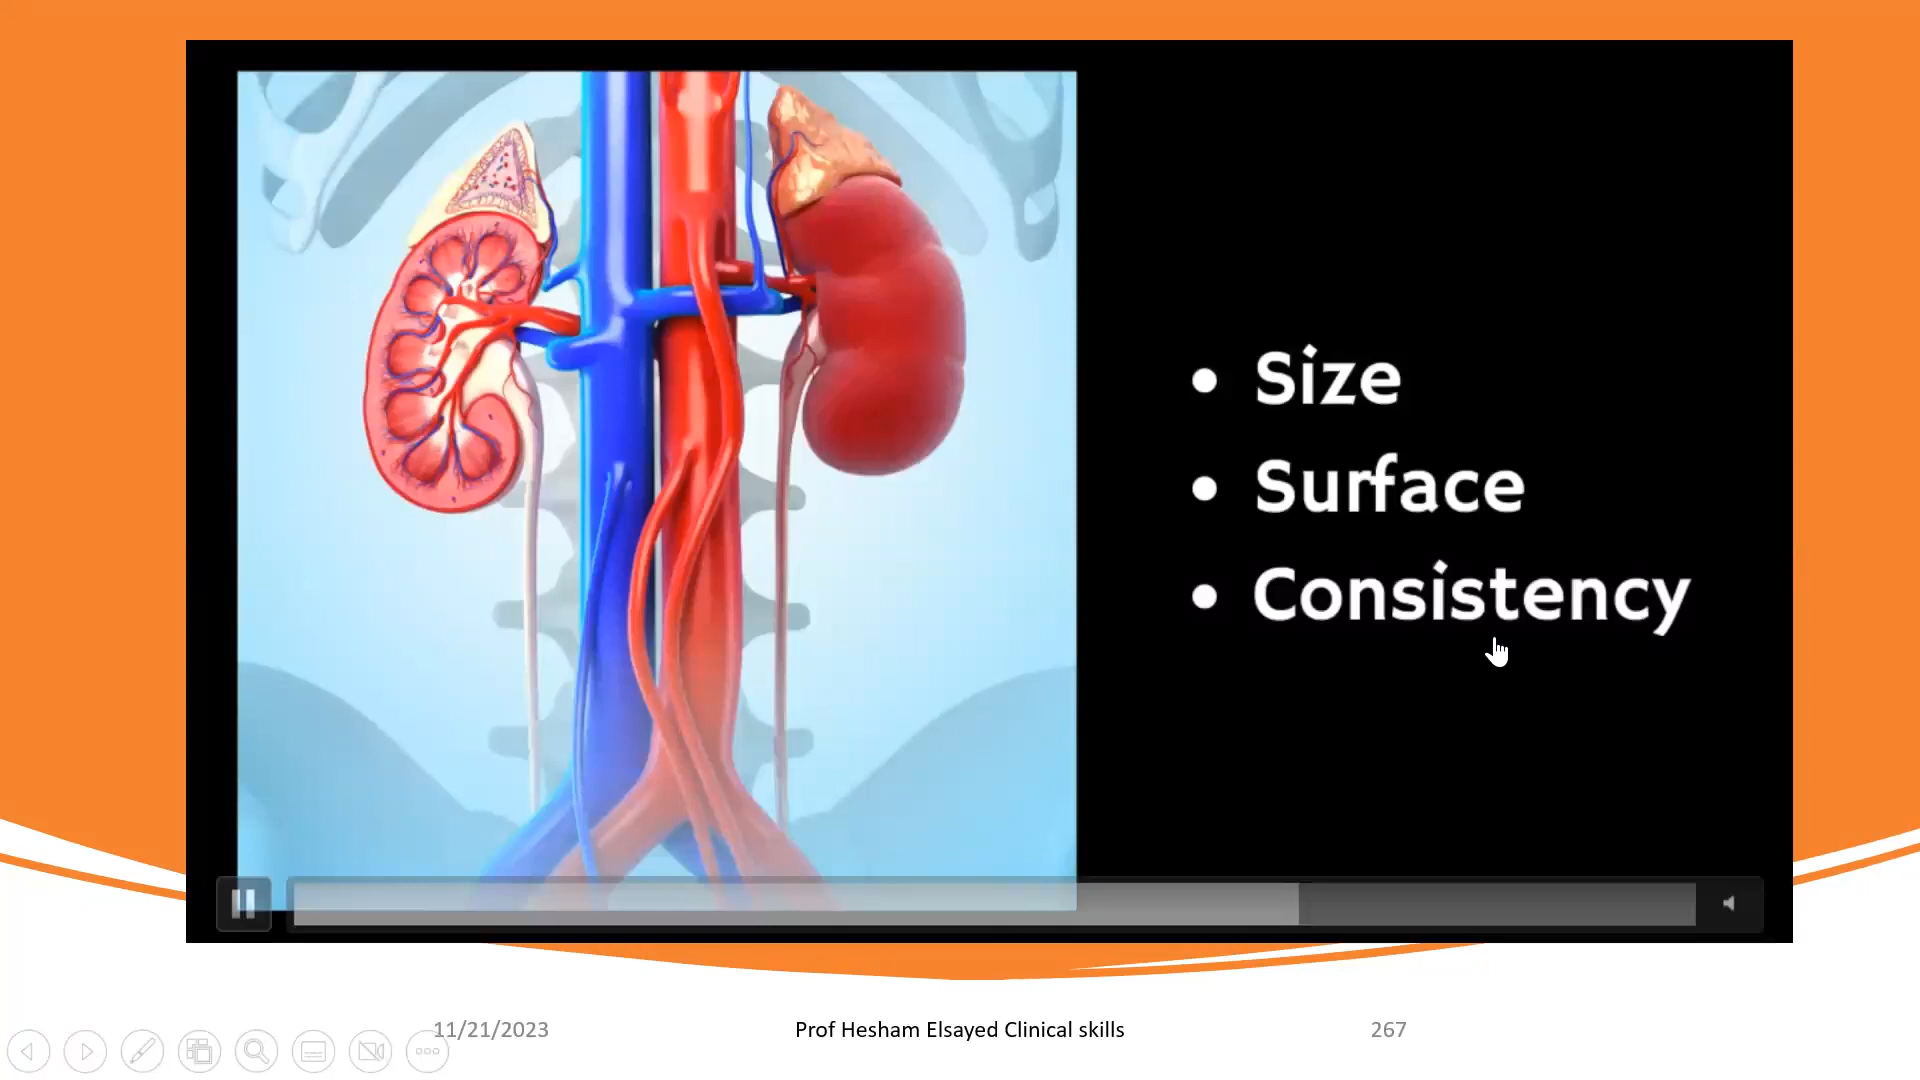 • Size
• Surface
• Consistency
11/21/2023
Prof Hesham Elsayed Clinical skills
267